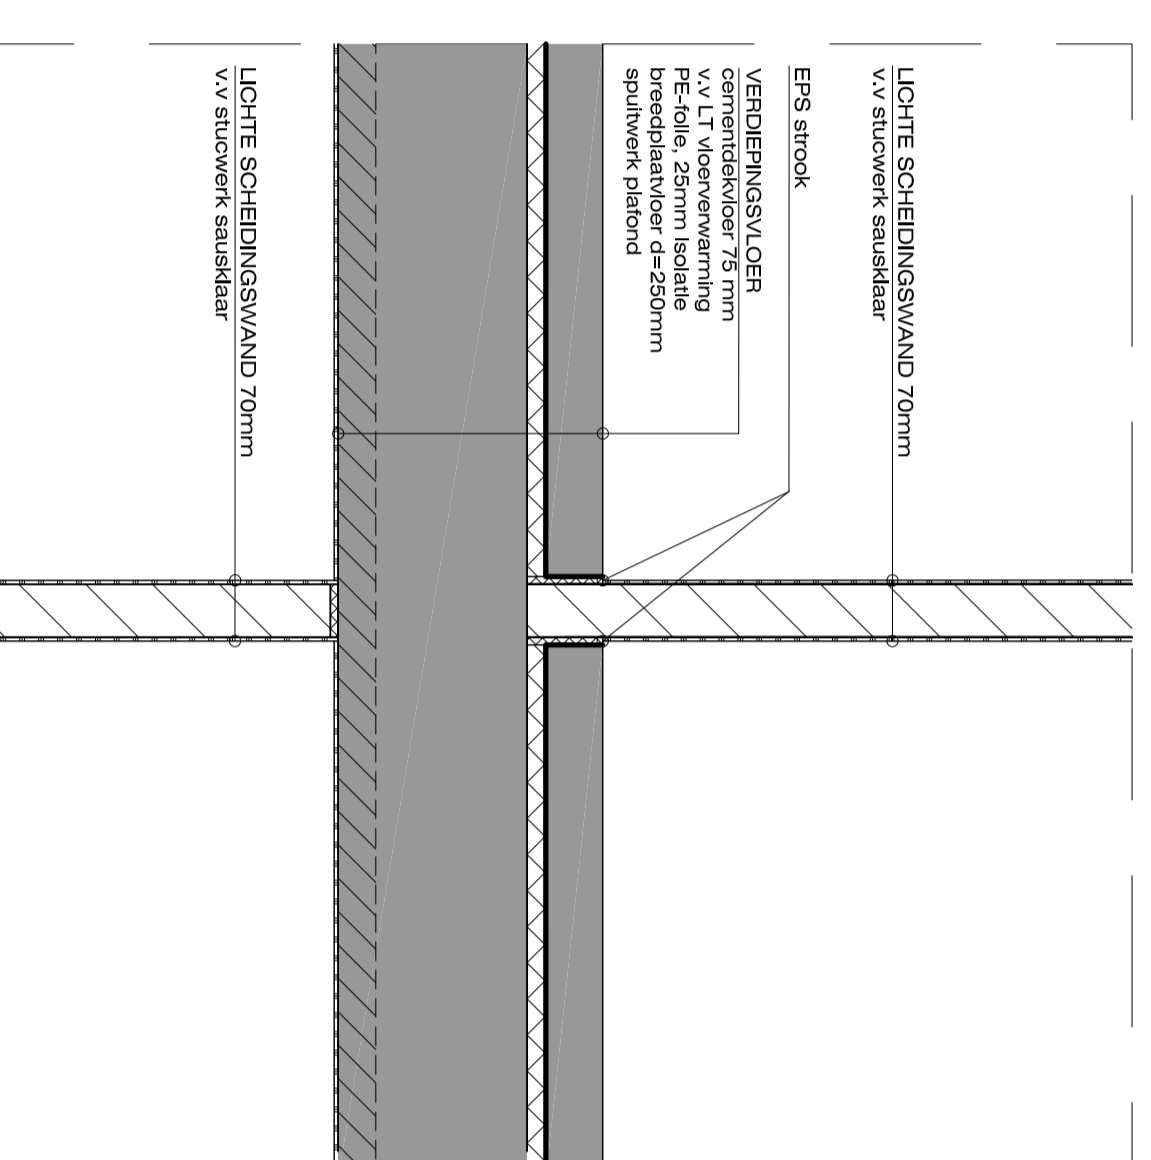 LICHTE SCHEIDINGSWAND 70mm
v.v stucwerk sausklaar
EPS strook
VERDIEPINGSVLOER
cementdekvloer 75 mm
v.v LT vloerverwarming
PE-folie, 25mm Isolatie
breedplaatvloer d=250mm
spuitwerk plafond
LICHTE SCHEIDINGSWAND 70mm
v.v stucwerk sausklaar